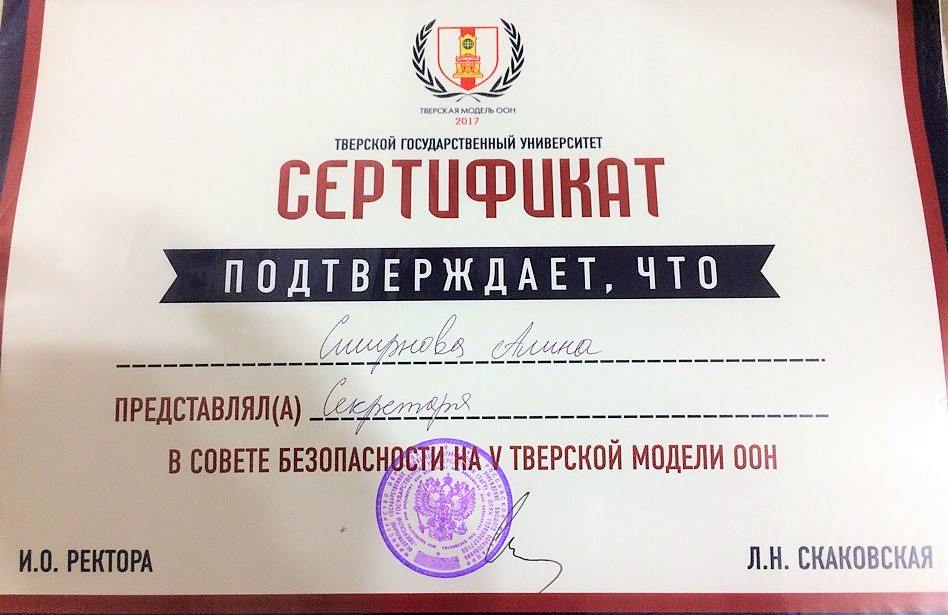 ТВЕРСКАЯ МОДЕЛЬ ООН
2017
ТВЕРСКОЙ ГОСУДАРСТВЕННЫЙ УНИВЕРСИТЕТ
СЕРТИФИКАТ
ПОДТВЕРЖДАЕТ, ЧТО
Смирнова Алина
ПРЕДСТАВЛЯЛ(А) Секретаря
В СОВЕТЕ БЕЗОПАСНОСТИ НА V ТВЕРСКОЙ МОДЕЛИ ООН
И.О. РЕКТОРА Л.Н. СКАКОВСКАЯ